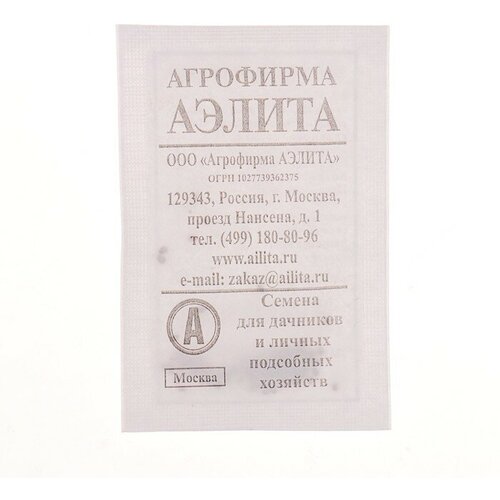 АГРОФИРМА
АЭЛИТА
ООО «Агрофирма АЭЛИТА»
ОГРН 1027739362375
129343, Россия, г. Москва,
проезд Нансена, д. 1
тел. (499) 180-80-96
www.ailita.ru
e-mail: zakaz@ailita.ru
А
Москва
Семена
для дачников
и личных
подсобных
хозяйств